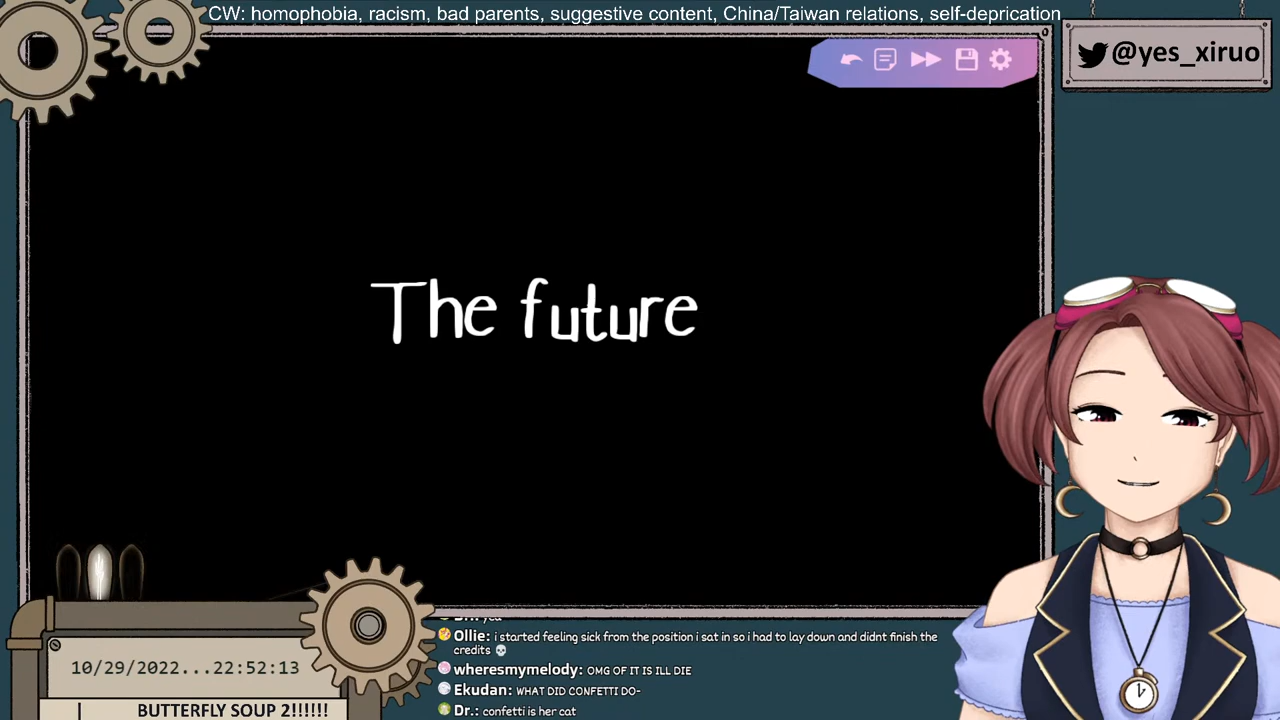 CW: homophobia, racism, bad parents, suggestive content, China/Taiwan relations, self-deprication
@yes_xiruo
The future
10/29/2022...22:52:13
BUTTERFLY SOUP 2!!!!!!
Ollie: i started feeling sick from the position i sat in so i had to lay down and didnt finish the
credits 💀
wheresmymelody: OMG OF IT IS ILL DIE
Ekudan: WHAT DID CONFETTI DO-
Dr.: confetti is her cat